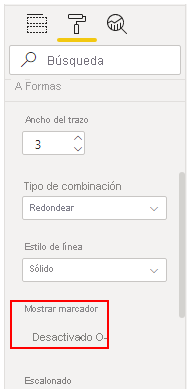 Búsqueda
A Formas
Ancho del trazo
3
Tipo de combinación
Redondear
Estilo de línea
Sólido
Mostrar marcador
Desactivado O-
Escalonado